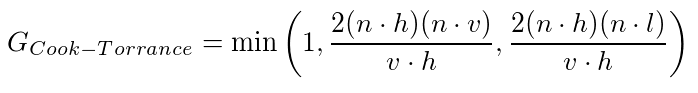 G_{Cook-Torrance} = \min\left(1, \frac{2(n \cdot h)(n \cdot v)}{v \cdot h}, \frac{2(n \cdot h)(n \cdot l)}{v \cdot h}\right)